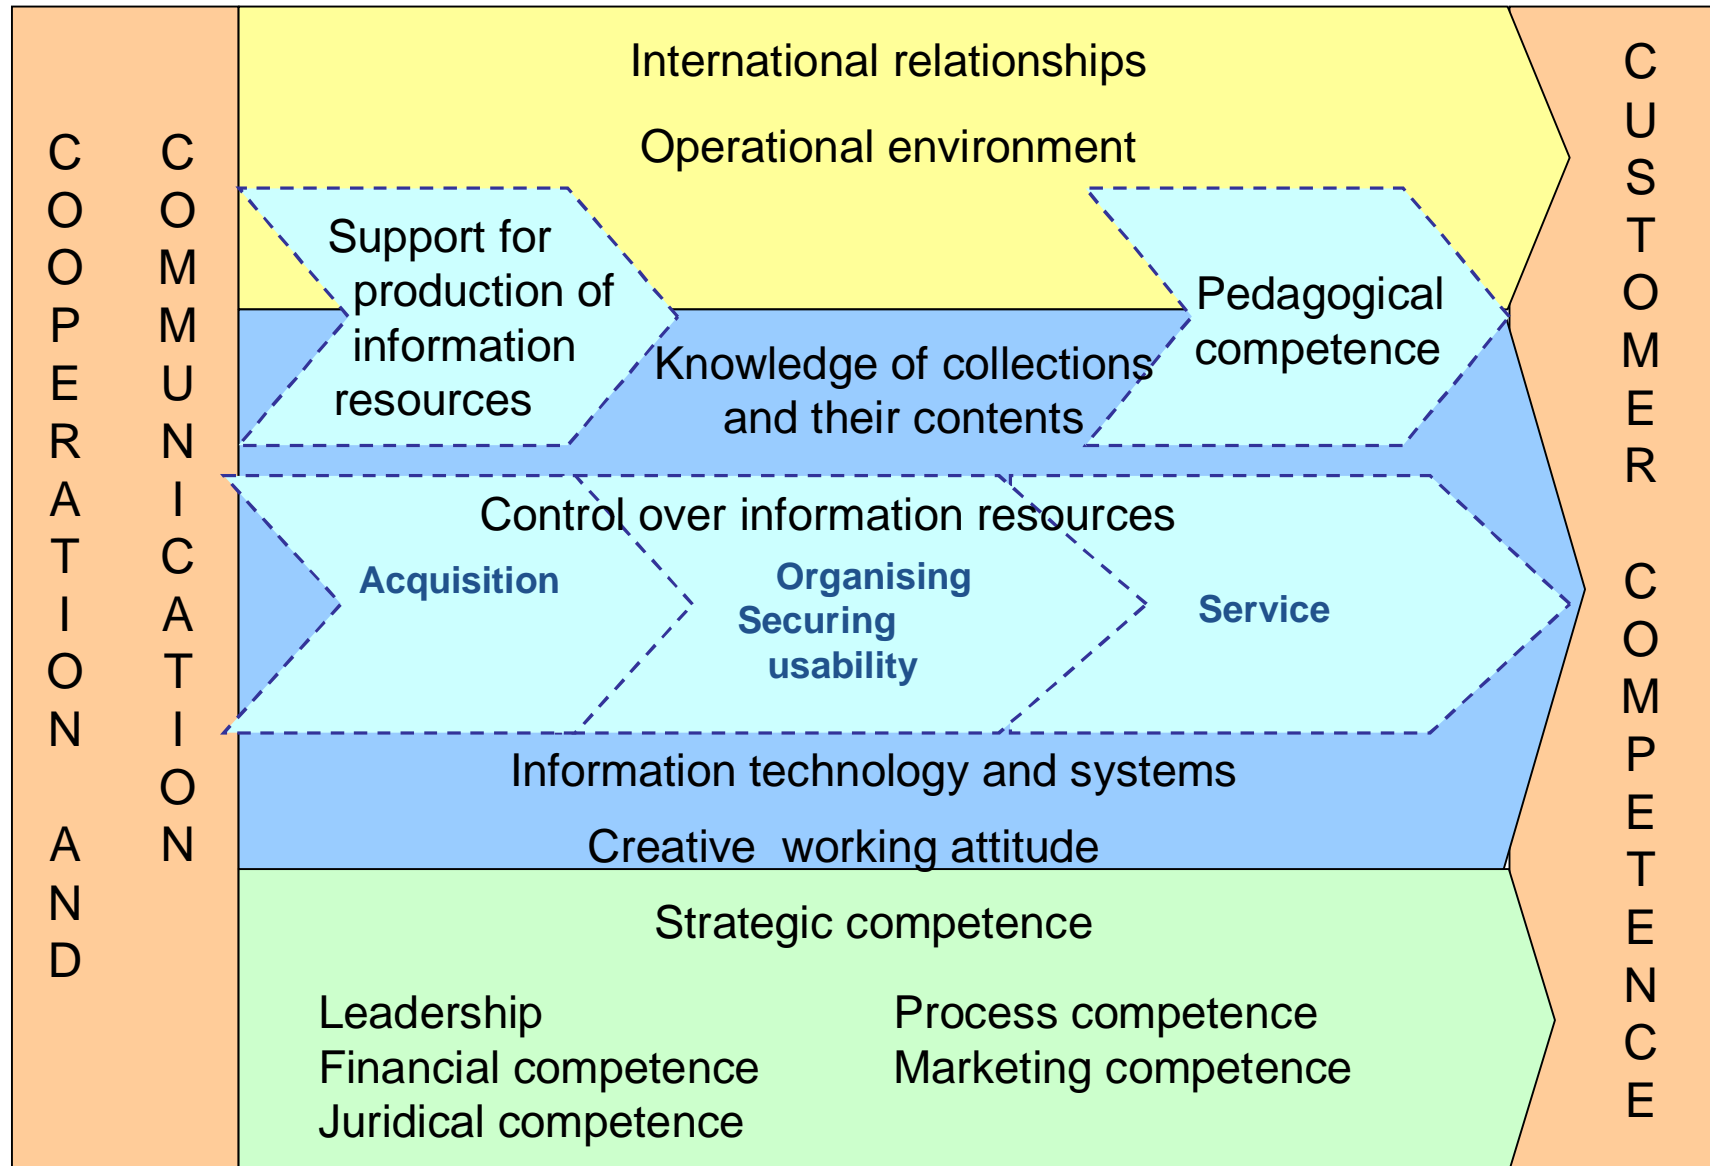 COOPERATION AND
COMMUNICATION
International relationships
Operational environment
Support for
production of
information
resources
Pedagogical
competence
Knowledge of collections
and their contents
Control over information resources
Acquisition
Organising
Securing
usability
Service
Information technology and systems
Creative  working attitude
Strategic competence
Leadership
Financial competence
Juridical competence
Process competence
Marketing competence
CUSTOMER COMPETENCE